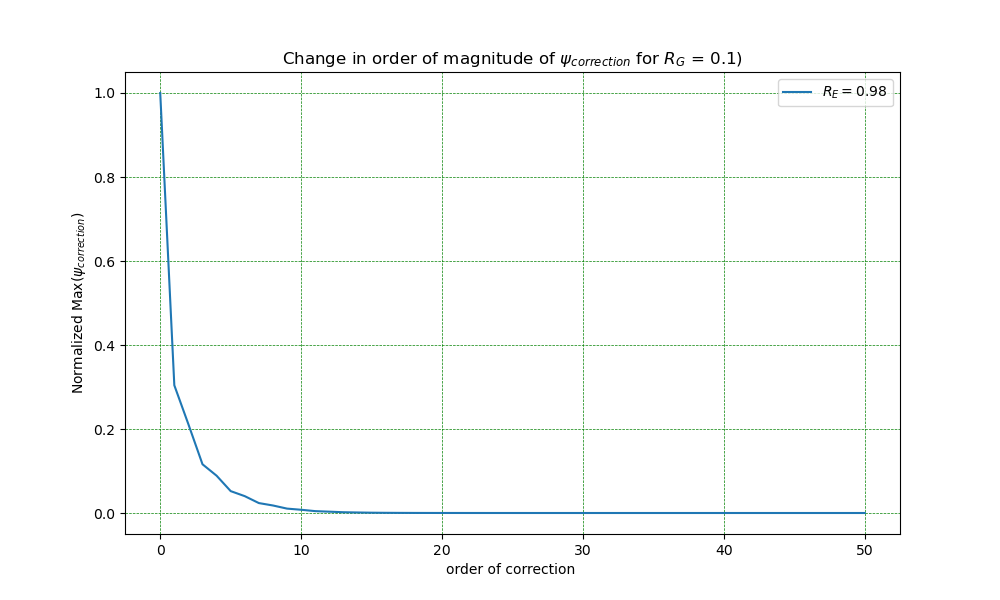 Change in order of magnitude of ψ_correction for R_G = 0.1)
R_E = 0.98
Normalized Max(ψ_correction)
1.0
0.8
0.6
0.4
0.2
0.0
0 10 20 30 40 50
order of correction